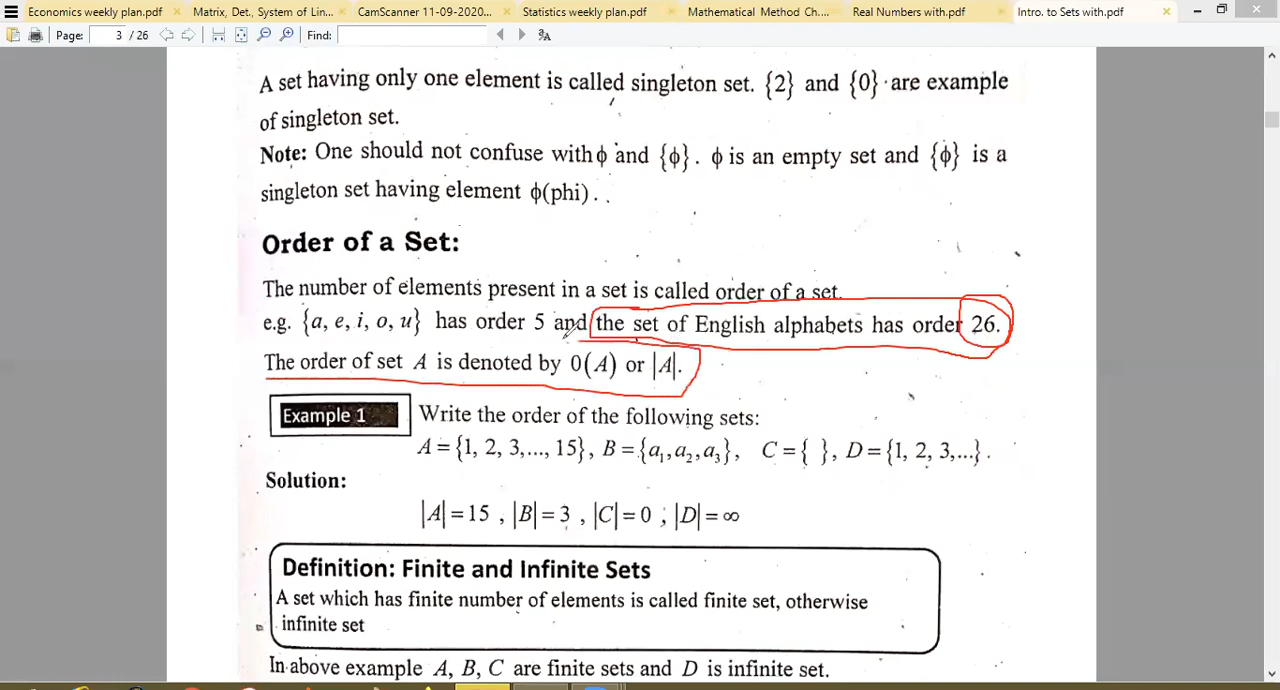 Economics weekly plan.pdf × Matrix, Det., System of Lin... × CamScanner 11-09-2020... × Statistics weekly plan.pdf × Mathematical Method Ch.... × Real Numbers with.pdf × Intro. to Sets with.pdf ×
Page: 3 / 26 Find:
A set having only one element is called singleton set. {2} and {0} are example
of singleton set.
Note: One should not confuse with ϕ and {ϕ}. ϕ is an empty set and {ϕ} is a
singleton set having element ϕ(phi).
Order of a Set:
The number of elements present in a set is called order of a set.
e.g. {a, e, i, o, u} has order 5 and the set of English alphabets has order 26.
The order of set A is denoted by 0(A) or |A|.
Example 1 Write the order of the following sets:
A = {1, 2, 3,..., 15}, B = {a₁, a₂, a₃}, C = { }, D = {1, 2, 3,...}.
Solution:
|A| = 15 , |B| = 3 , |C| = 0 , |D| = ∞
Definition: Finite and Infinite Sets
A set which has finite number of elements is called finite set, otherwise
infinite set
In above example A, B, C are finite sets and D is infinite set.